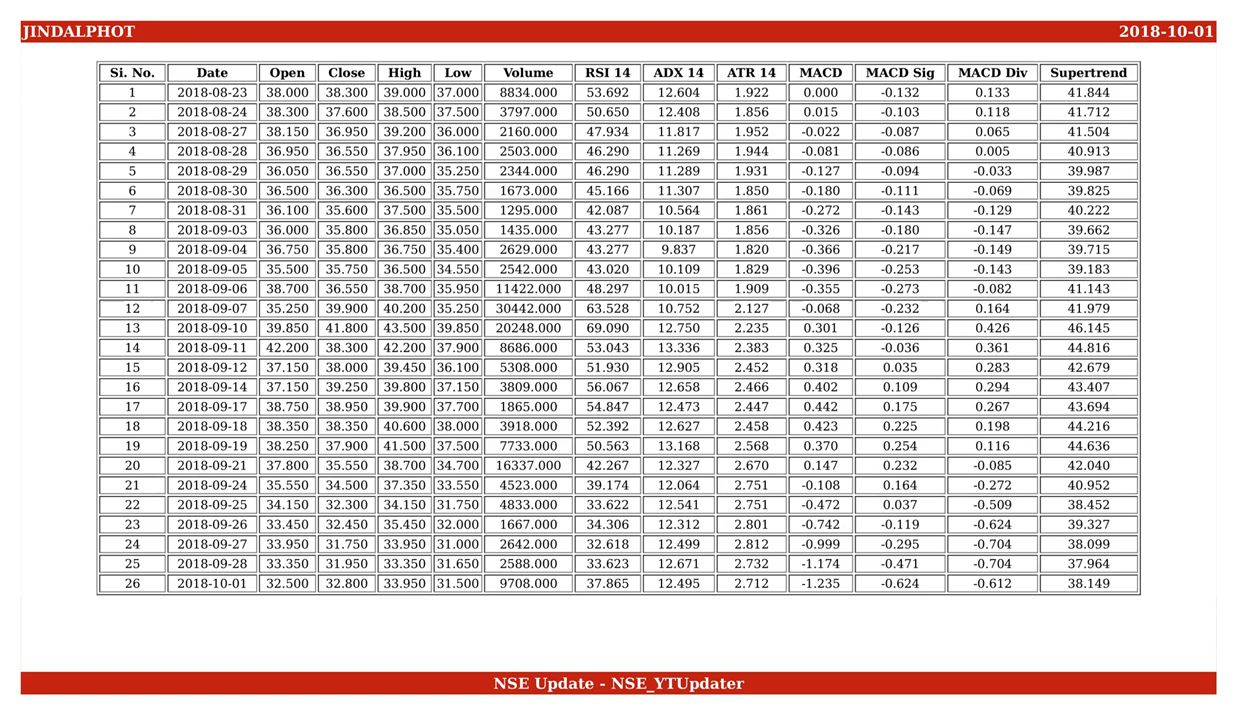 JINDALPHOT 2018-10-01
Si. No. Date Open Close High Low Volume RSI 14 ADX 14 ATR 14 MACD MACD Sig MACD Div Supertrend
1 2018-08-23 38.000 38.300 39.000 37.000 8834.000 53.692 12.604 1.922 0.000 -0.132 0.133 41.844
2 2018-08-24 38.300 37.600 38.500 37.500 3797.000 50.650 12.408 1.856 0.015 -0.103 0.118 41.712
3 2018-08-27 38.150 36.950 39.200 36.000 2160.000 47.934 11.817 1.952 -0.022 -0.087 0.065 41.504
4 2018-08-28 36.950 36.550 37.950 36.100 2503.000 46.290 11.269 1.944 -0.081 -0.086 0.005 40.913
5 2018-08-29 36.050 36.550 37.000 35.250 2344.000 46.290 11.289 1.931 -0.127 -0.094 -0.033 39.987
6 2018-08-30 36.500 36.300 36.500 35.750 1673.000 45.166 11.307 1.850 -0.180 -0.111 -0.069 39.825
7 2018-08-31 36.100 35.600 37.500 35.500 1295.000 42.087 10.564 1.861 -0.272 -0.143 -0.129 40.222
8 2018-09-03 36.000 35.800 36.850 35.050 1435.000 43.277 10.187 1.856 -0.326 -0.180 -0.147 39.662
9 2018-09-04 36.750 35.800 36.750 35.400 2629.000 43.277 9.837 1.820 -0.366 -0.217 -0.149 39.715
10 2018-09-05 35.500 35.750 36.500 34.550 2542.000 43.020 10.109 1.829 -0.396 -0.253 -0.143 39.183
11 2018-09-06 38.700 36.550 38.700 35.950 11422.000 48.297 10.015 1.909 -0.355 -0.273 -0.082 41.143
12 2018-09-07 35.250 39.900 40.200 35.250 30442.000 63.528 10.752 2.127 -0.068 -0.232 0.164 41.979
13 2018-09-10 39.850 41.800 43.500 39.850 20248.000 69.090 12.750 2.235 0.301 -0.126 0.426 46.145
14 2018-09-11 42.200 38.300 42.200 37.900 8686.000 53.043 13.336 2.383 0.325 -0.036 0.361 44.816
15 2018-09-12 37.150 38.000 39.450 36.100 5308.000 51.930 12.905 2.452 0.318 0.035 0.283 42.679
16 2018-09-14 37.150 39.250 39.800 37.150 3809.000 56.067 12.658 2.466 0.402 0.109 0.294 43.407
17 2018-09-17 38.750 38.950 39.900 37.700 1865.000 54.847 12.473 2.447 0.442 0.175 0.267 43.694
18 2018-09-18 38.350 38.350 40.600 38.000 3918.000 52.392 12.627 2.458 0.423 0.225 0.198 44.216
19 2018-09-19 38.250 37.900 41.500 37.500 7733.000 50.563 13.168 2.568 0.370 0.254 0.116 44.636
20 2018-09-21 37.800 35.550 38.700 34.700 16337.000 42.267 12.327 2.670 0.147 0.232 -0.085 42.040
21 2018-09-24 35.550 34.500 37.350 33.550 4523.000 39.174 12.064 2.751 -0.108 0.164 -0.272 40.952
22 2018-09-25 34.150 32.300 34.150 31.750 4833.000 33.622 12.541 2.751 -0.472 0.037 -0.509 38.452
23 2018-09-26 33.450 32.450 35.450 32.000 1667.000 34.306 12.312 2.801 -0.742 -0.119 -0.624 39.327
24 2018-09-27 33.950 31.750 33.950 31.000 2642.000 32.618 12.499 2.812 -0.999 -0.295 -0.704 38.099
25 2018-09-28 33.350 31.950 33.350 31.650 2588.000 33.623 12.671 2.732 -1.174 -0.471 -0.704 37.964
26 2018-10-01 32.500 32.800 33.950 31.500 9708.000 37.865 12.495 2.712 -1.235 -0.624 -0.612 38.149
NSE Update - NSE_YTUpdater